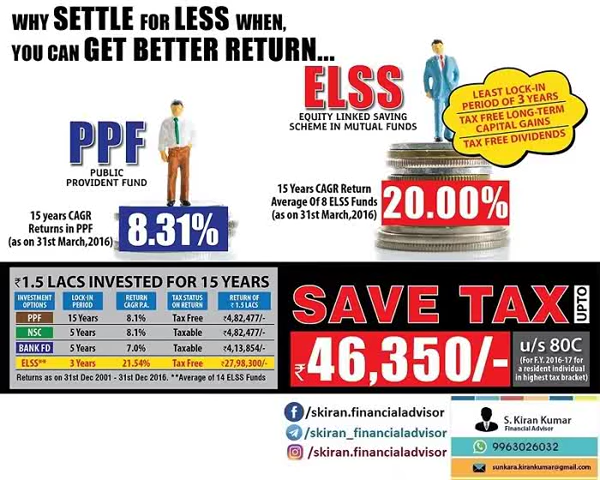 WHY SETTLE FOR LESS WHEN,
YOU CAN GET BETTER RETURN...
PPF
PUBLIC
PROVIDENT FUND
15 years CAGR
Returns in PPF
(as on 31st March,2016)
8.31%
ELSS
EQUITY LINKED SAVING
SCHEME IN MUTUAL FUNDS
LEAST LOCK-IN
PERIOD OF 3 YEARS
TAX FREE LONG-TERM
CAPITAL GAINS
TAX FREE DIVIDENDS
15 Years CAGR Return
Average Of 8 ELSS Funds
(as on 31st March,2016)
20.00%
₹1.5 LACS INVESTED FOR 15 YEARS
INVESTMENT OPTIONS LOCK-IN PERIOD RETURN CAGR P.A. TAX STATUS ON RETURN RETURN OF ₹ 1.5 LACS
PPF 15 Years 8.1% Tax Free ₹4,82,477/-
NSC 5 Years 8.1% Taxable ₹4,82,477/-
BANK FD 5 Years 7.0% Taxable ₹4,13,854/-
ELSS** 3 Years 21.54% Tax Free ₹27,98,300/-
Returns as on 31st Dec 2001 - 31st Dec 2016. **Average of 14 ELSS Funds
SAVE TAX UPTO
₹46,350/-
u/s 80C
(For F.Y. 2016-17 for
a resident individual
in highest tax bracket)
/skiran.financialadvisor
/skiran_financialadvisor
/skiran.financialadvisor
S. Kiran Kumar
Financial Advisor
9963026032
sunkara.kirankumar@gmail.com